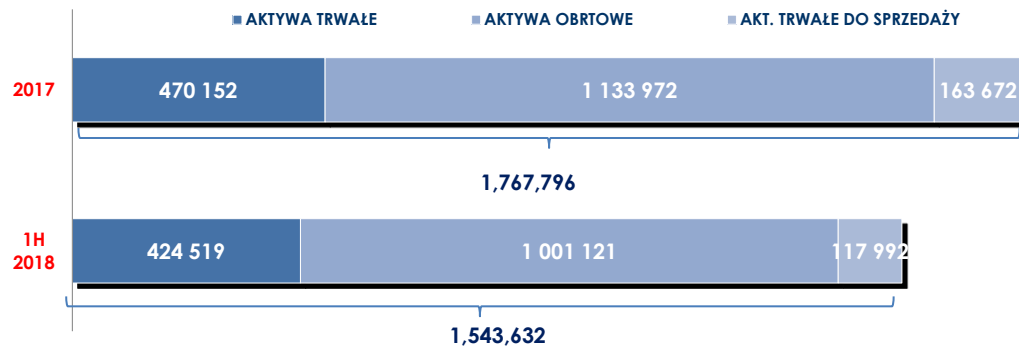 AKTYWA TRWAŁE AKTYWA OBRTOWE AKT. TRWAŁE DO SPRZEDAŻY
2017 470 152 1 133 972 163 672
1,767,796
1H
2018 424 519 1 001 121 117 992
1,543,632